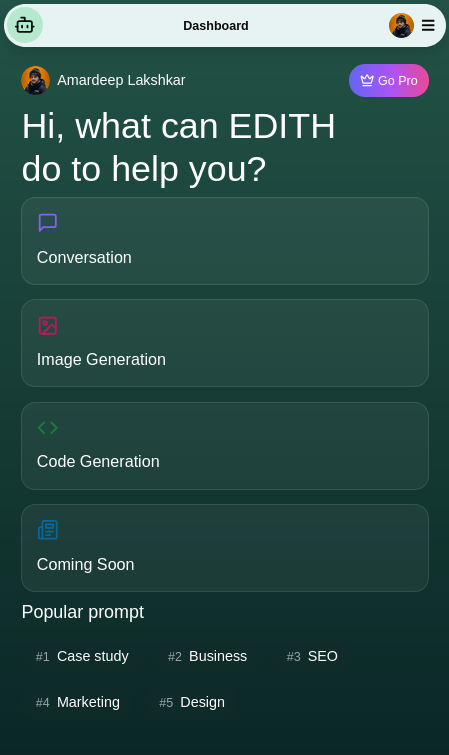 Dashboard
Amardeep Lakshkar
Go Pro
Hi, what can EDITH
do to help you?
Conversation
Image Generation
Code Generation
Coming Soon
Popular prompt
#1 Case study #2 Business #3 SEO
#4 Marketing #5 Design